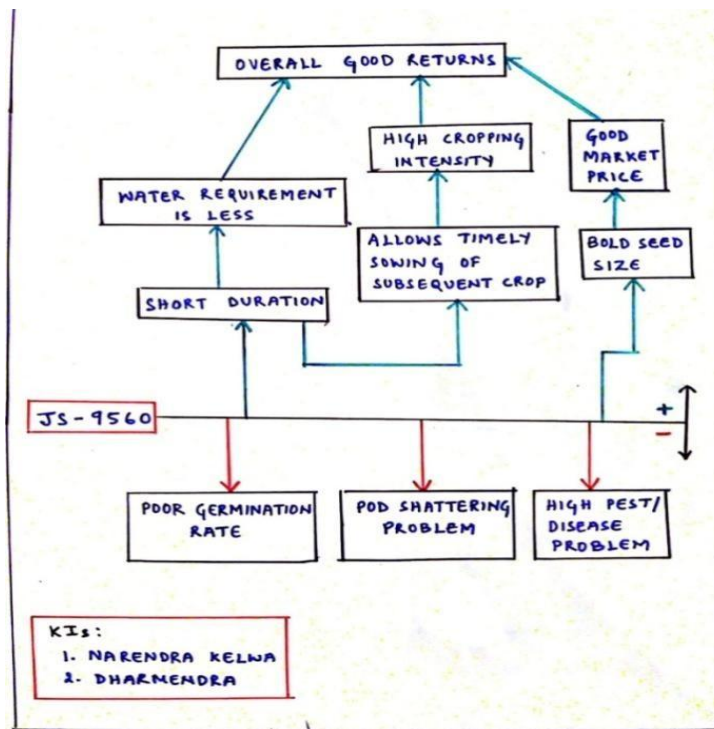 OVERALL GOOD RETURNS
HIGH CROPPING
INTENSITY
GOOD
MARKET
PRICE
WATER REQUIREMENT
IS LESS
ALLOWS TIMELY
SOWING OF
SUBSEQUENT CROP
BOLD SEED
SIZE
SHORT DURATION
JS-9560
+
−
POOR GERMINATION
RATE
POD SHATTERING
PROBLEM
HIGH PEST/
DISEASE
PROBLEM
KIs:
1. NARENDRA KELWA
2. DHARMENDRA